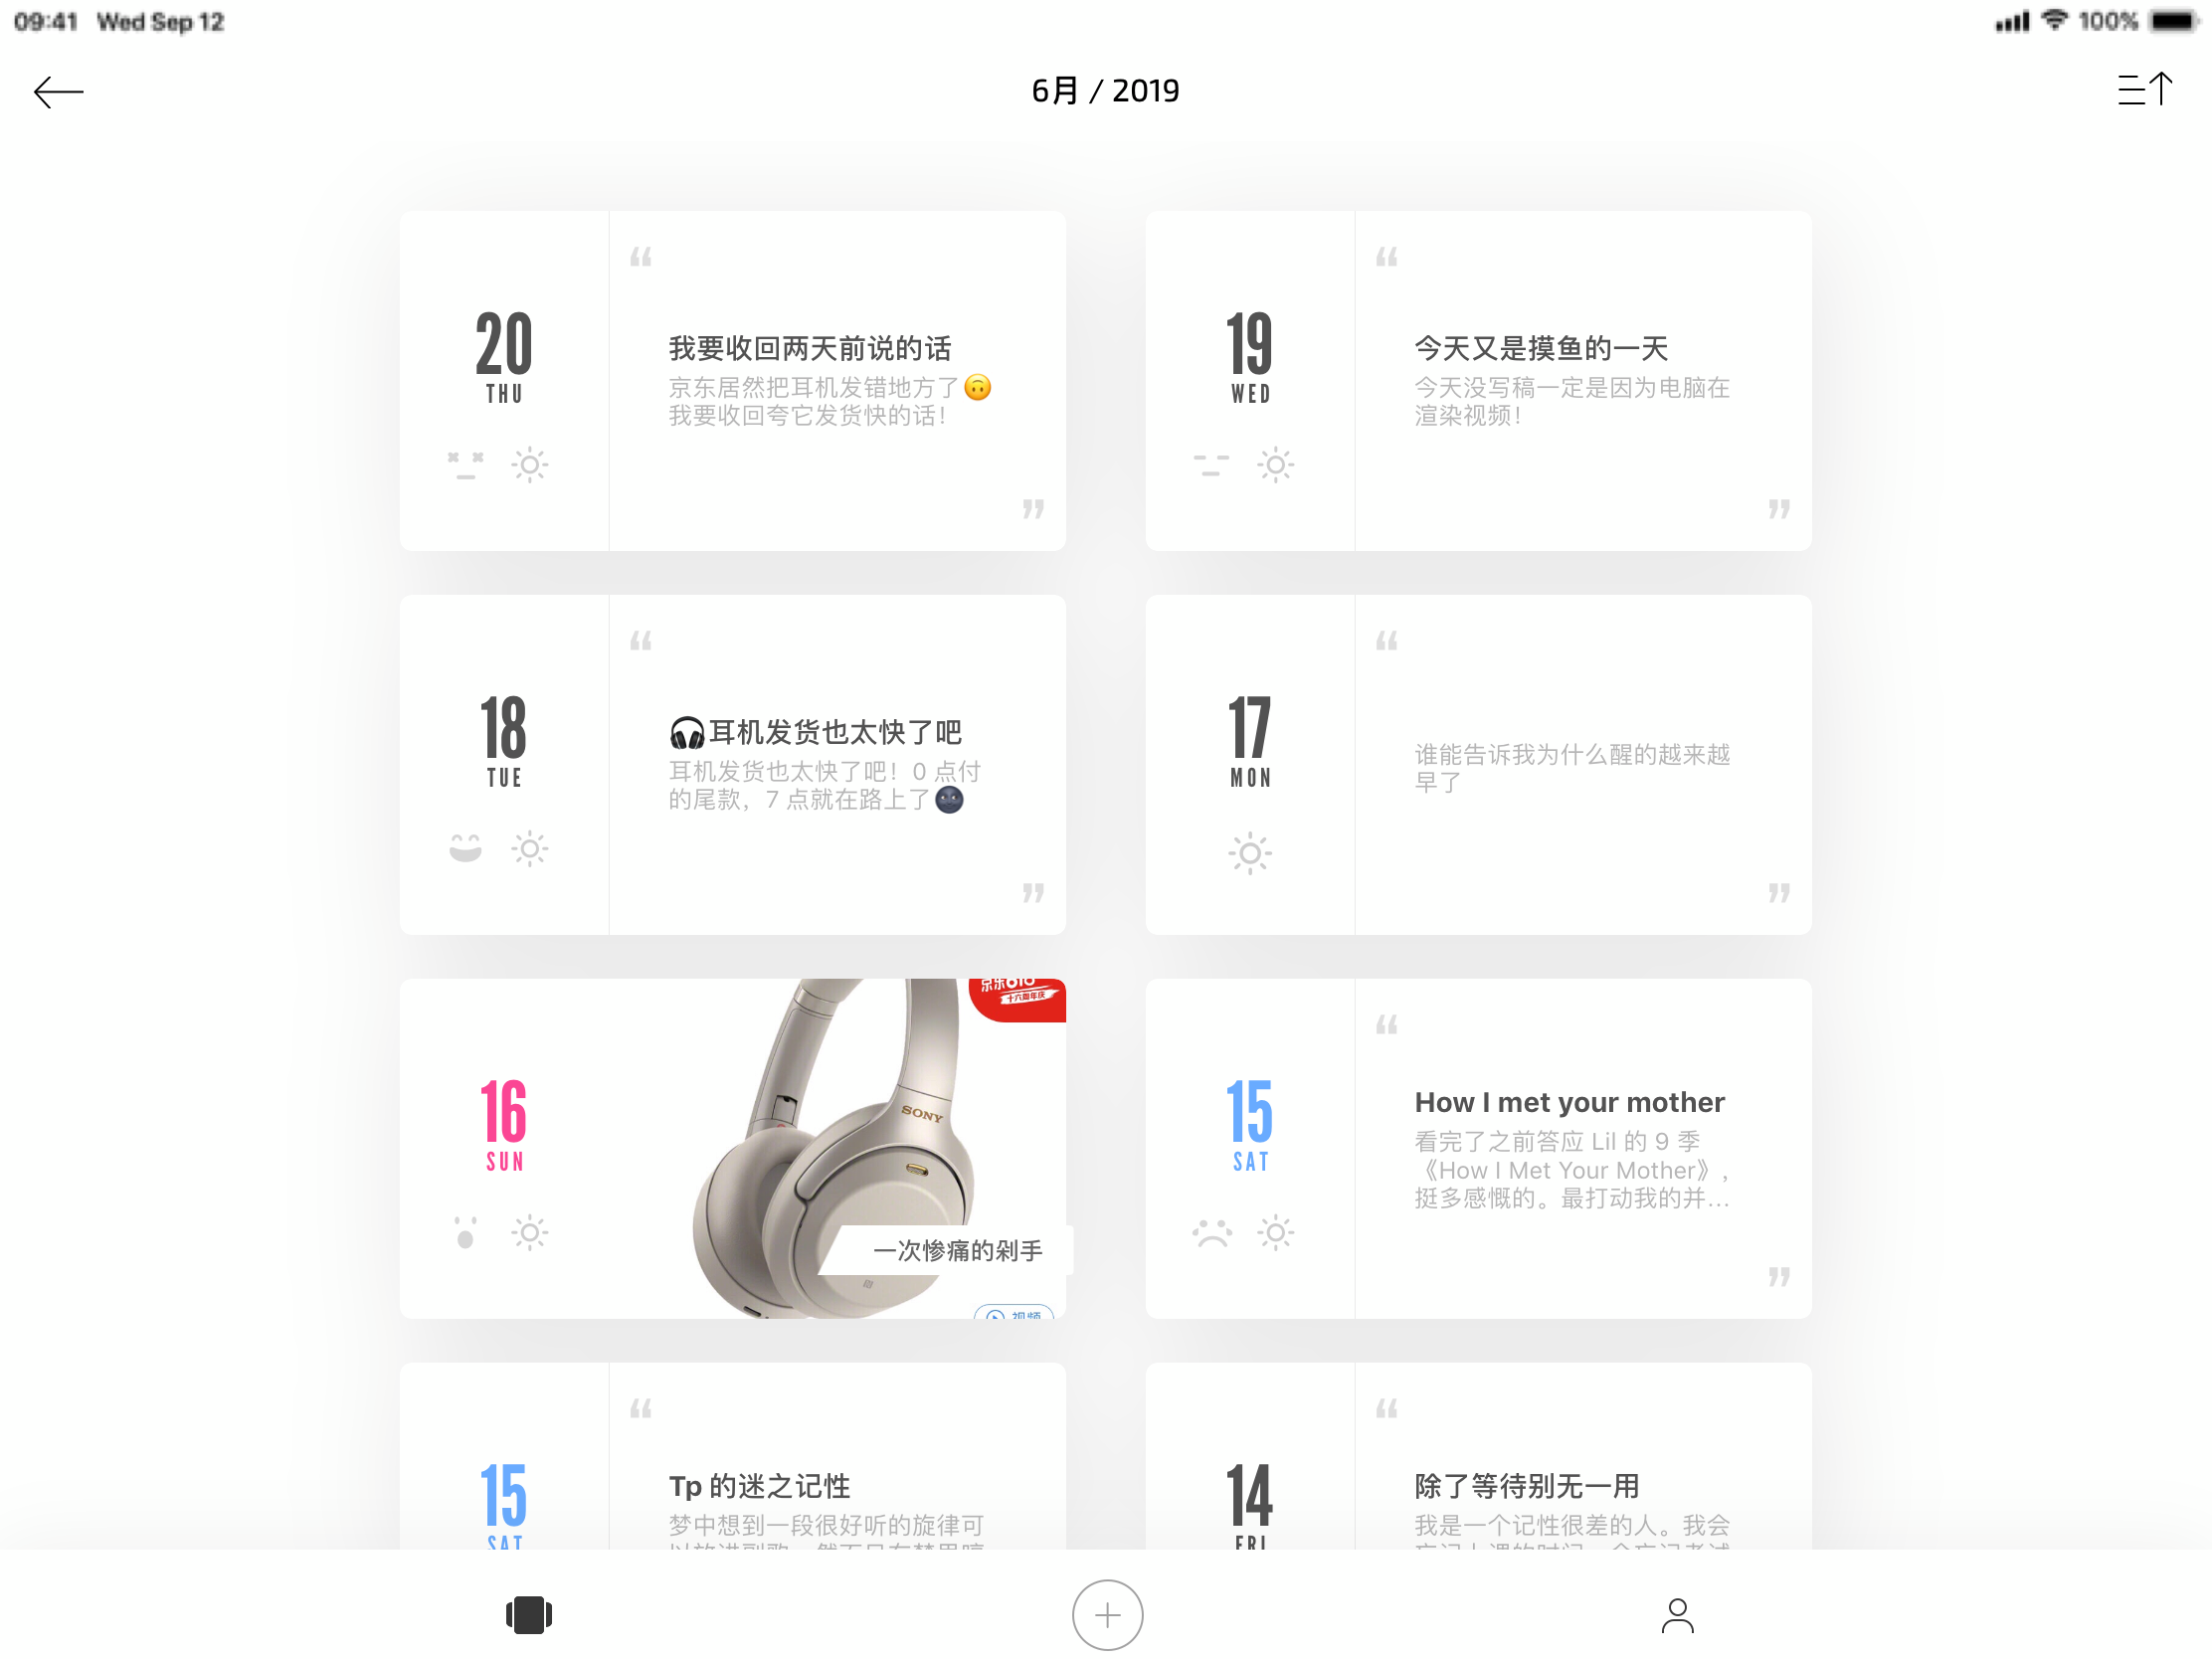 09:41 Wed Sep 12
100%
6月 / 2019
20
THU
我要收回两天前说的话
京东居然把耳机发错地方了🙃
我要收回夸它发货快的话！
19
WED
今天又是摸鱼的一天
今天没写稿一定是因为电脑在
渲染视频！
18
TUE
🎧耳机发货也太快了吧
耳机发货也太快了吧！0 点付
的尾款，7 点就在路上了🌚
17
MON
谁能告诉我为什么醒的越来越
早了
16
SUN
十六周年庆
SONY
一次惨痛的剁手
视频
15
SAT
How I met your mother
看完了之前答应 Lil 的 9 季
《How I Met Your Mother》，
挺多感慨的。最打动我的并...
15
SAT
Tp 的迷之记性
梦中想到一段很好听的旋律可
14
FRI
除了等待别无一用
我是一个记性很差的人。我会